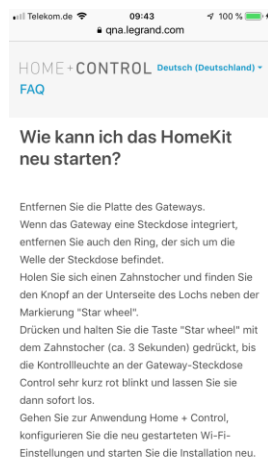 Telekom.de 09:43 100 %
qna.legrand.com
HOME + CONTROL Deutsch (Deutschland)
FAQ
Wie kann ich das HomeKit
neu starten?
Entfernen Sie die Platte des Gateways.
Wenn das Gateway eine Steckdose integriert,
entfernen Sie auch den Ring, der sich um die
Welle der Steckdose befindet.
Holen Sie sich einen Zahnstocher und finden Sie
den Knopf an der Unterseite des Lochs neben der
Markierung "Star wheel".
Drücken und halten Sie die Taste "Star wheel" mit
dem Zahnstocher (ca. 3 Sekunden) gedrückt, bis
die Kontrollleuchte an der Gateway-Steckdose
Control sehr kurz rot blinkt und lassen Sie sie
dann sofort los.
Gehen Sie zur Anwendung Home + Control,
konfigurieren Sie die neu gestarteten Wi-Fi-
Einstellungen und starten Sie die Installation neu.